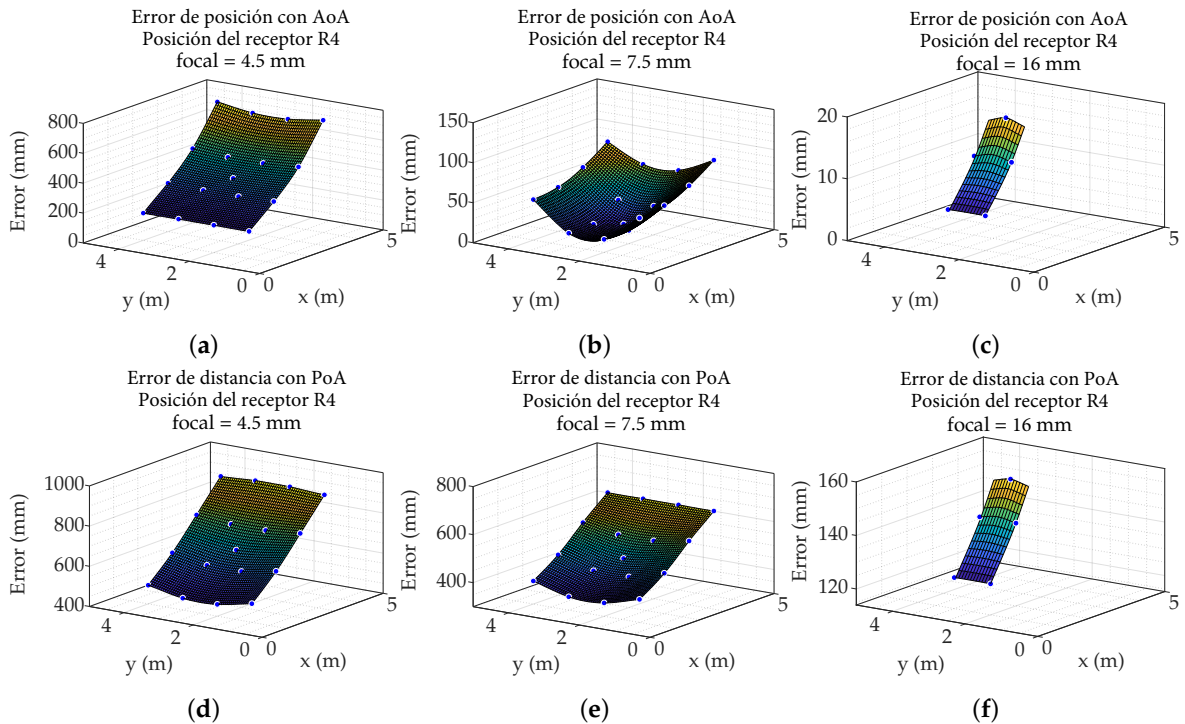 Error de posición con AoA
Posición del receptor R4
focal = 4.5 mm
800
600
400
200
0
Error (mm)
4
2
0
y (m)
0
5
x (m)
(a)
Error de posición con AoA
Posición del receptor R4
focal = 7.5 mm
150
100
50
0
Error (mm)
4
2
0
y (m)
0
5
x (m)
(b)
Error de posición con AoA
Posición del receptor R4
focal = 16 mm
20
10
0
Error (mm)
4
2
0
y (m)
0
5
x (m)
(c)
Error de distancia con PoA
Posición del receptor R4
focal = 4.5 mm
1000
800
600
400
Error (mm)
4
2
0
y (m)
0
5
x (m)
(d)
Error de distancia con PoA
Posición del receptor R4
focal = 7.5 mm
800
600
400
Error (mm)
4
2
0
y (m)
0
5
x (m)
(e)
Error de distancia con PoA
Posición del receptor R4
focal = 16 mm
160
140
120
Error (mm)
4
2
0
y (m)
0
5
x (m)
(f)